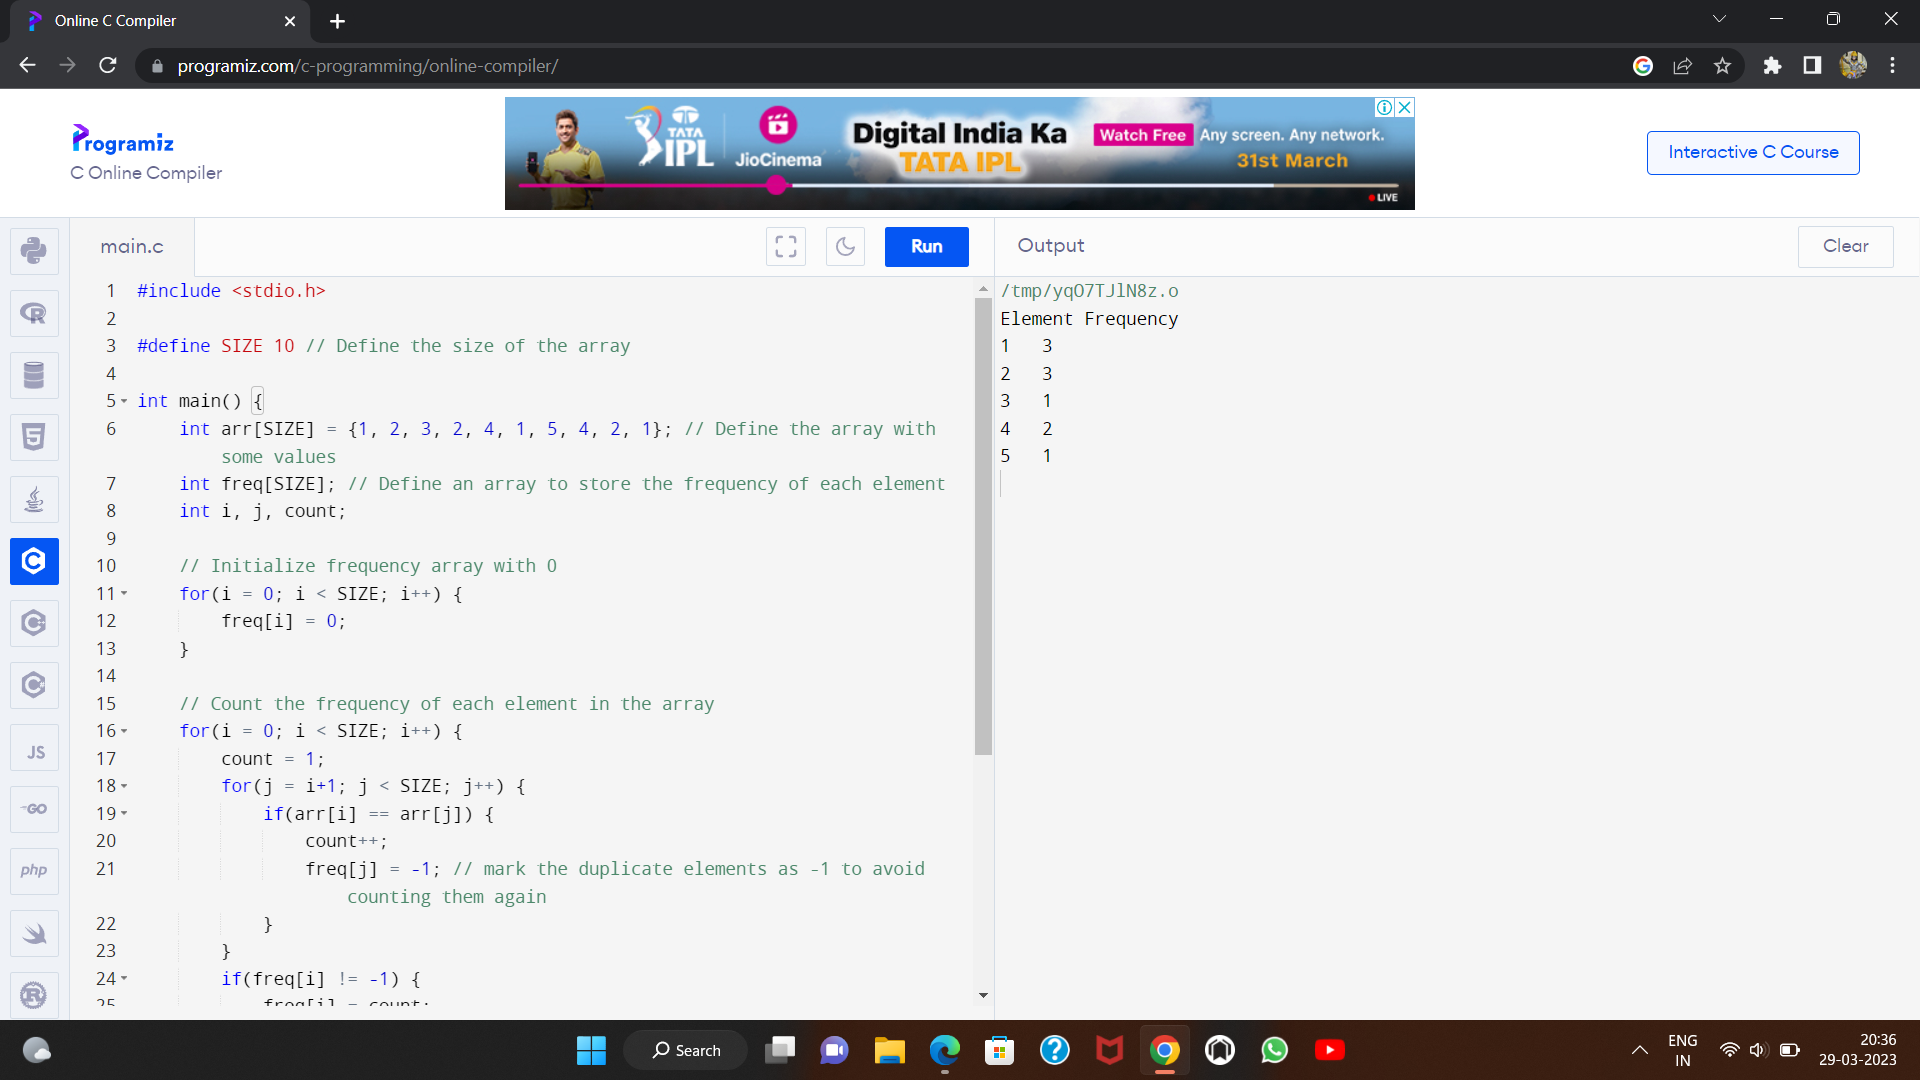 Online C Compiler
programiz.com/c-programming/online-compiler/
Programiz
C Online Compiler
TATA
IPL
JioCinema
Digital India Ka
TATA IPL
Watch Free Any screen. Any network.
31st March
LIVE
Interactive C Course
main.c
Run
Output
Clear
1 #include <stdio.h>
2
3 #define SIZE 10 // Define the size of the array
4
5 int main() {
6 int arr[SIZE] = {1, 2, 3, 2, 4, 1, 5, 4, 2, 1}; // Define the array with
some values
7 int freq[SIZE]; // Define an array to store the frequency of each element
8 int i, j, count;
9
10 // Initialize frequency array with 0
11 for(i = 0; i < SIZE; i++) {
12 freq[i] = 0;
13 }
14
15 // Count the frequency of each element in the array
16 for(i = 0; i < SIZE; i++) {
17 count = 1;
18 for(j = i+1; j < SIZE; j++) {
19 if(arr[i] == arr[j]) {
20 count++;
21 freq[j] = -1; // mark the duplicate elements as -1 to avoid
counting them again
22 }
23 }
24 if(freq[i] != -1) {
25 freq[i] = count;
/tmp/yqO7TJlN8z.o
Element Frequency
1 3
2 3
3 1
4 2
5 1
JS
GO
php
Search
ENG
IN
20:36
29-03-2023